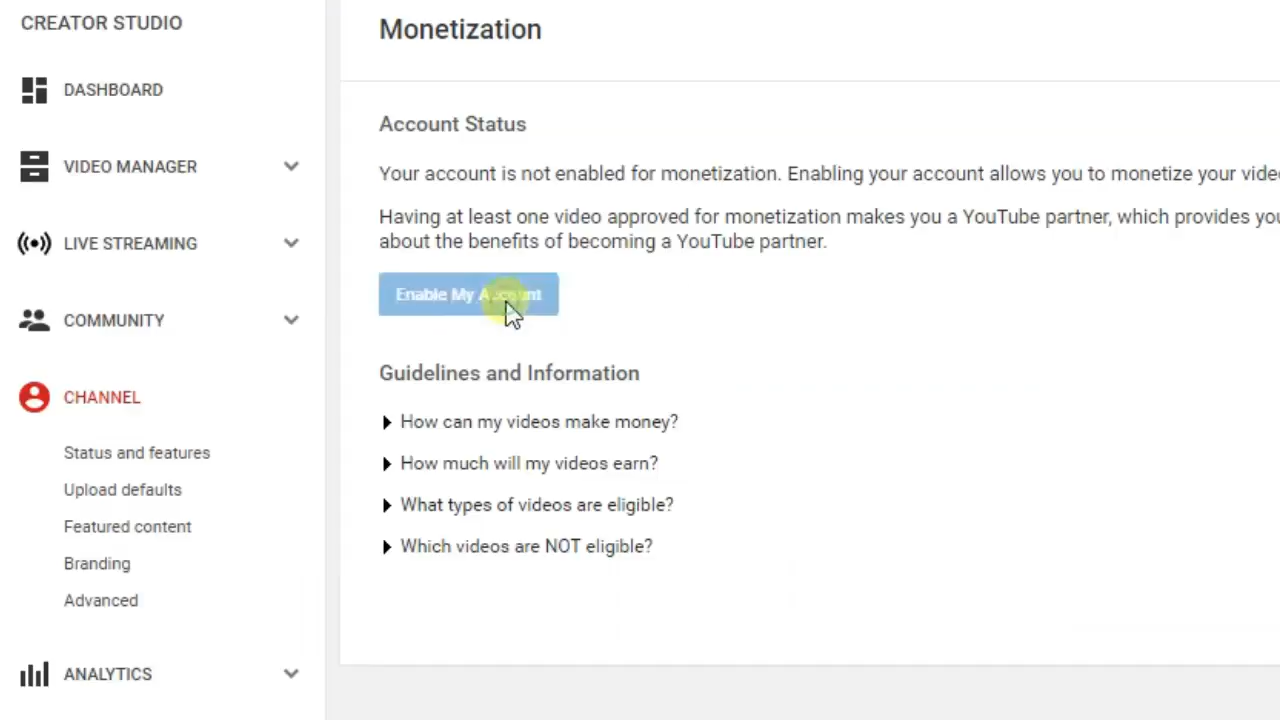 CREATOR STUDIO
DASHBOARD
VIDEO MANAGER
LIVE STREAMING
COMMUNITY
CHANNEL
Status and features
Upload defaults
Featured content
Branding
Advanced
ANALYTICS
Monetization
Account Status
Your account is not enabled for monetization. Enabling your account allows you to monetize your
Having at least one video approved for monetization makes you a YouTube partner, which provides
about the benefits of becoming a YouTube partner.
Enable My Account
Guidelines and Information
How can my videos make money?
How much will my videos earn?
What types of videos are eligible?
Which videos are NOT eligible?